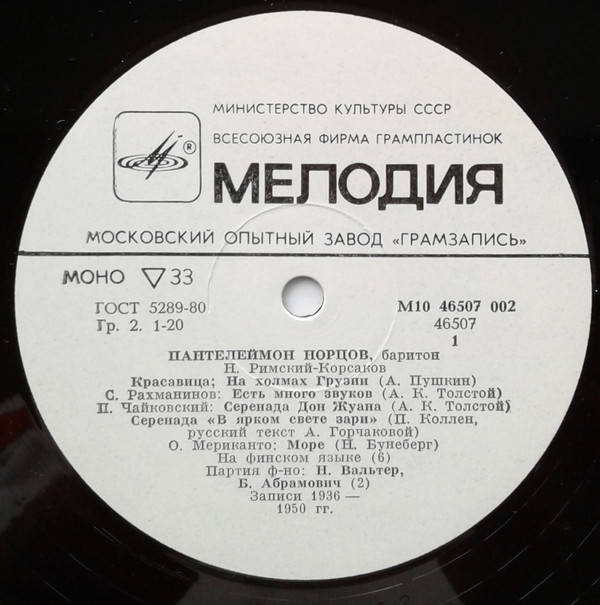 МИНИСТЕРСТВО КУЛЬТУРЫ СССР
ВСЕСОЮЗНАЯ ФИРМА ГРАМПЛАСТИНОК
®
МЕЛОДИЯ
МОСКОВСКИЙ ОПЫТНЫЙ ЗАВОД «ГРАМЗАПИСЬ»
МОНО ▽ 33
ГОСТ 5289-80
М10 46507 002
Гр. 2. 1-20
46507
1
ПАНТЕЛЕЙМОН НОРЦОВ, баритон
Н. Римский-Корсаков
Красавица; На холмах Грузии (А. Пушкин)
С. Рахманинов: Есть много звуков (А. К. Толстой)
П. Чайковский: Серенада Дон Жуана (А. К. Толстой)
Серенада «В ярком свете зари» (П. Коллен,
русский текст А. Горчаковой)
О. Мериканто: Море (Н. Бунеберг)
На финском языке (6)
Партия ф-но: Н. Вальтер,
Б. Абрамович (2)
Записи 1936 —
1950 гг.